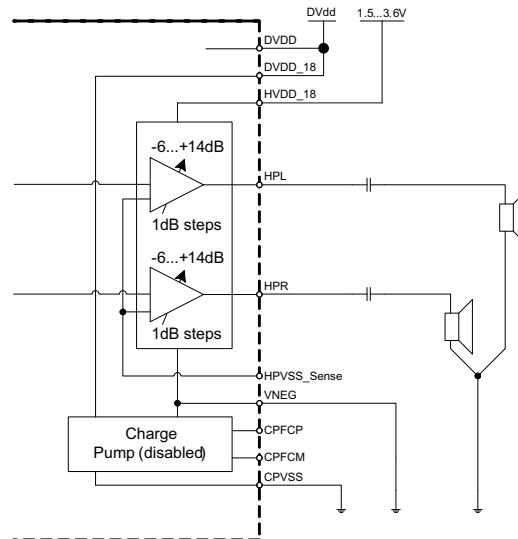 DVdd
1.5...3.6V
DVDD
DVDD_18
HVDD_18
-6...+14dB
HPL
1dB steps
-6...+14dB
HPR
1dB steps
HPVSS_Sense
VNEG
Charge
Pump (disabled)
CPFCP
CPFCM
CPVSS